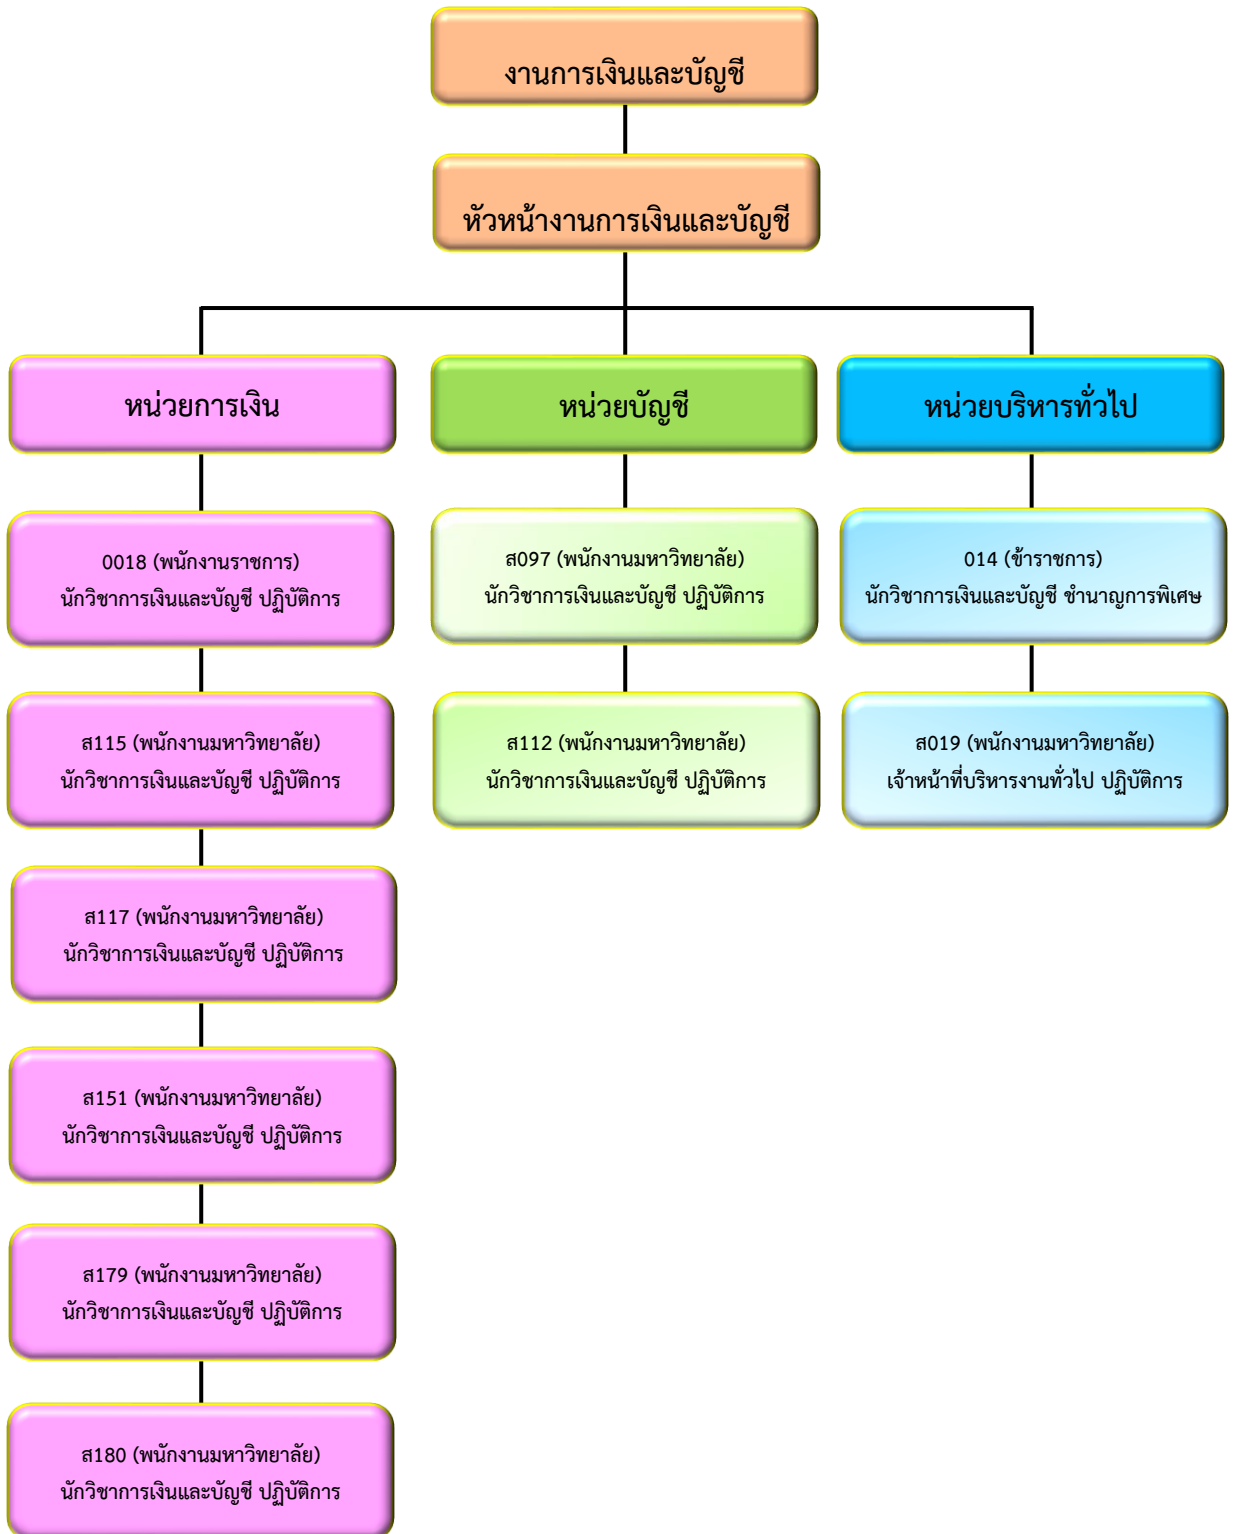 งานการเงินและบัญชี
หัวหน้างานการเงินและบัญชี
หน่วยการเงิน
หน่วยบัญชี
หน่วยบริหารทั่วไป
0018 (พนักงานราชการ)
นักวิชาการเงินและบัญชี ปฏิบัติการ
ส097 (พนักงานมหาวิทยาลัย)
นักวิชาการเงินและบัญชี ปฏิบัติการ
014 (ข้าราชการ)
นักวิชาการเงินและบัญชี ชำนาญการพิเศษ
ส115 (พนักงานมหาวิทยาลัย)
นักวิชาการเงินและบัญชี ปฏิบัติการ
ส112 (พนักงานมหาวิทยาลัย)
นักวิชาการเงินและบัญชี ปฏิบัติการ
ส019 (พนักงานมหาวิทยาลัย)
เจ้าหน้าที่บริหารงานทั่วไป ปฏิบัติการ
ส117 (พนักงานมหาวิทยาลัย)
นักวิชาการเงินและบัญชี ปฏิบัติการ
ส151 (พนักงานมหาวิทยาลัย)
นักวิชาการเงินและบัญชี ปฏิบัติการ
ส179 (พนักงานมหาวิทยาลัย)
นักวิชาการเงินและบัญชี ปฏิบัติการ
ส180 (พนักงานมหาวิทยาลัย)
นักวิชาการเงินและบัญชี ปฏิบัติการ